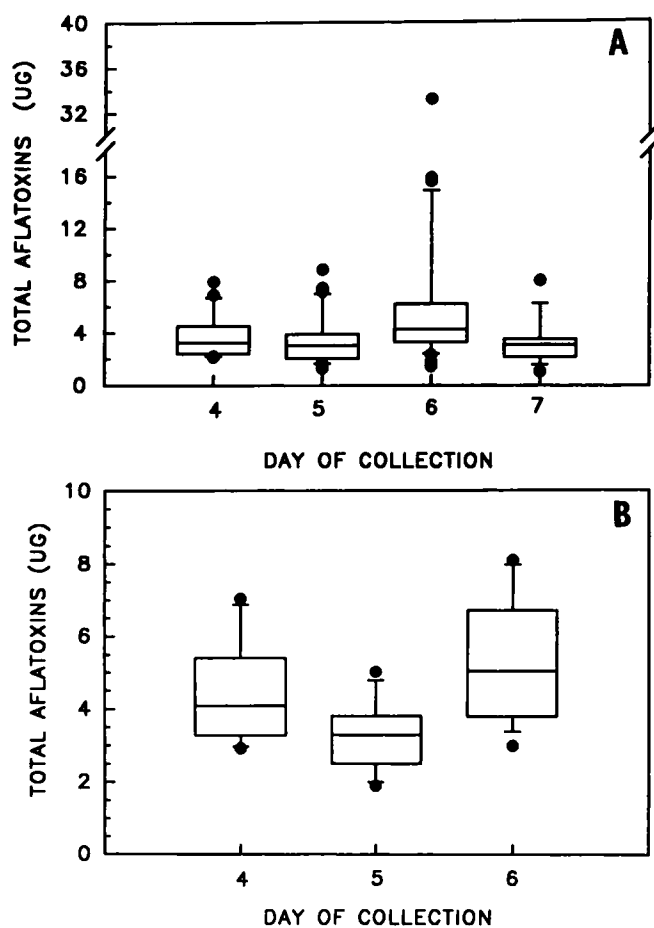 A
TOTAL AFLATOXINS (UG)
40
36
32
16
12
8
4
0
4 5 6 7
DAY OF COLLECTION
B
TOTAL AFLATOXINS (UG)
10
8
6
4
2
0
4 5 6
DAY OF COLLECTION